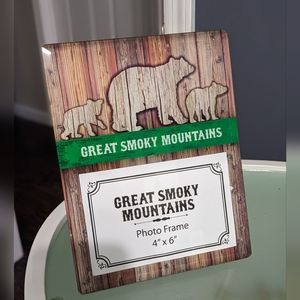 GREAT SMOKY MOUNTAINS
GREAT SMOKY
MOUNTAINS
Photo Frame
4" x 6"